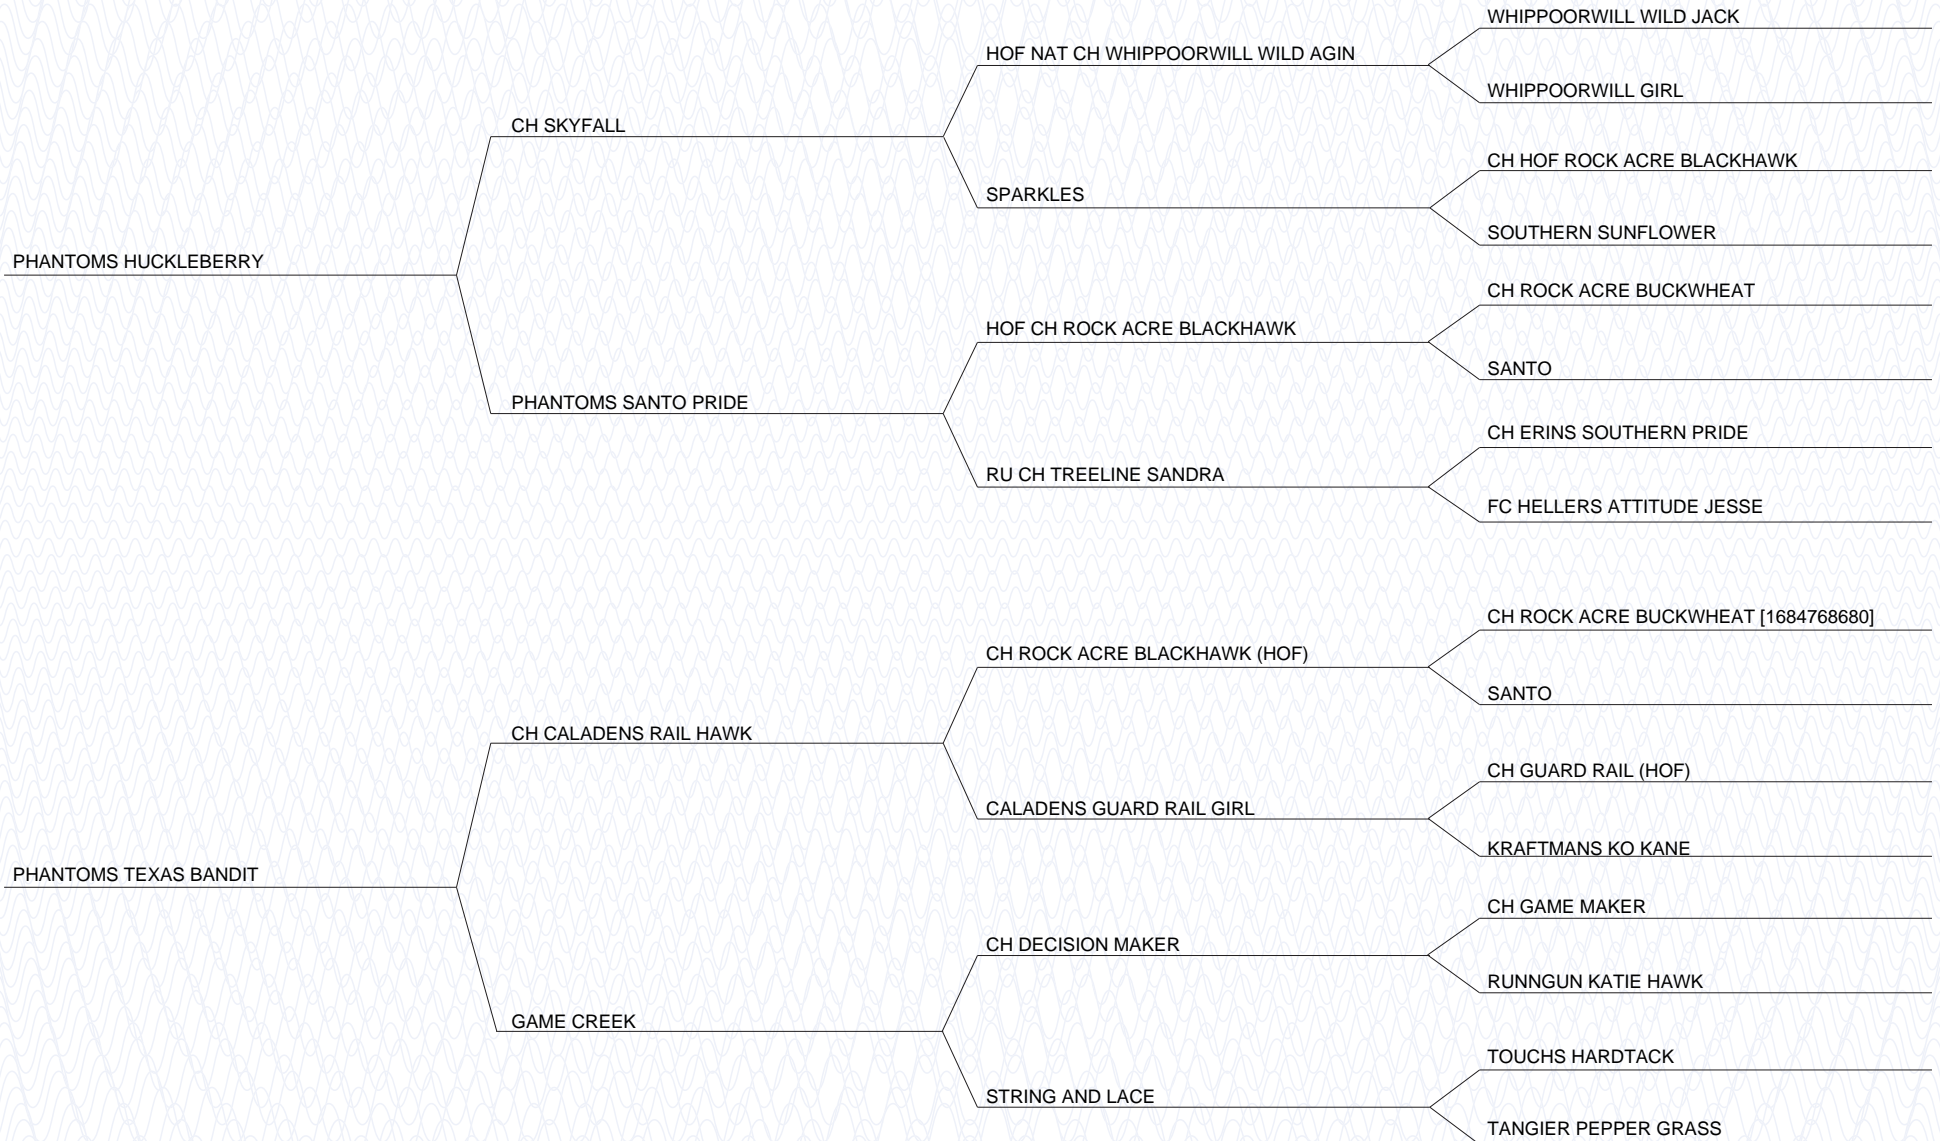 WHIPPOORWILL WILD JACK
HOF NAT CH WHIPPOORWILL WILD AGIN
WHIPPOORWILL GIRL
CH SKYFALL
CH HOF ROCK ACRE BLACKHAWK
SPARKLES
SOUTHERN SUNFLOWER
PHANTOMS HUCKLEBERRY
CH ROCK ACRE BUCKWHEAT
HOF CH ROCK ACRE BLACKHAWK
SANTO
PHANTOMS SANTO PRIDE
CH ERINS SOUTHERN PRIDE
RU CH TREELINE SANDRA
FC HELLERS ATTITUDE JESSE
CH ROCK ACRE BUCKWHEAT [1684768680]
CH ROCK ACRE BLACKHAWK (HOF)
SANTO
CH CALADENS RAIL HAWK
CH GUARD RAIL (HOF)
CALADENS GUARD RAIL GIRL
KRAFTMANS KO KANE
PHANTOMS TEXAS BANDIT
CH GAME MAKER
CH DECISION MAKER
RUNNGUN KATIE HAWK
GAME CREEK
TOUCHS HARDTACK
STRING AND LACE
TANGIER PEPPER GRASS